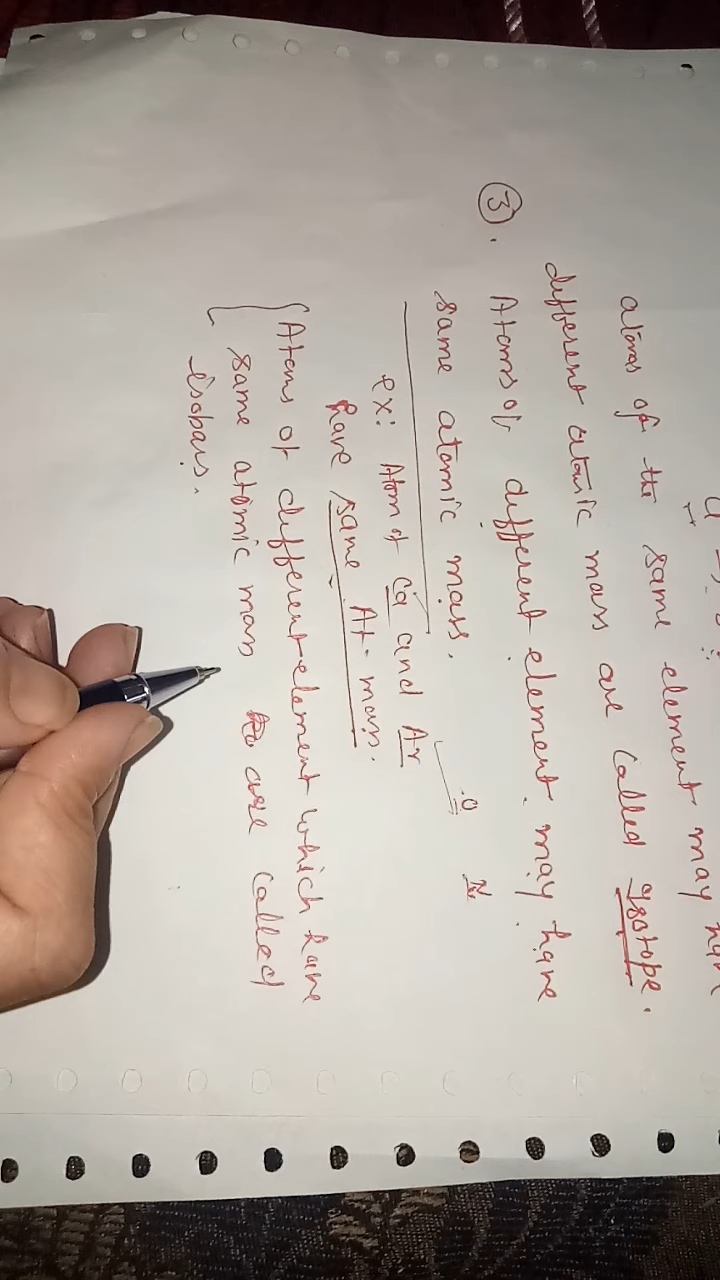 atoms of the same element may
different atomic mass are called Isotope.
3. Atoms of different element may have
same atomic mass.
O N
ex: Atom of Ca and Ar
have same At. mass.
{Atoms of different element which have
same atomic mass are called
isobars.